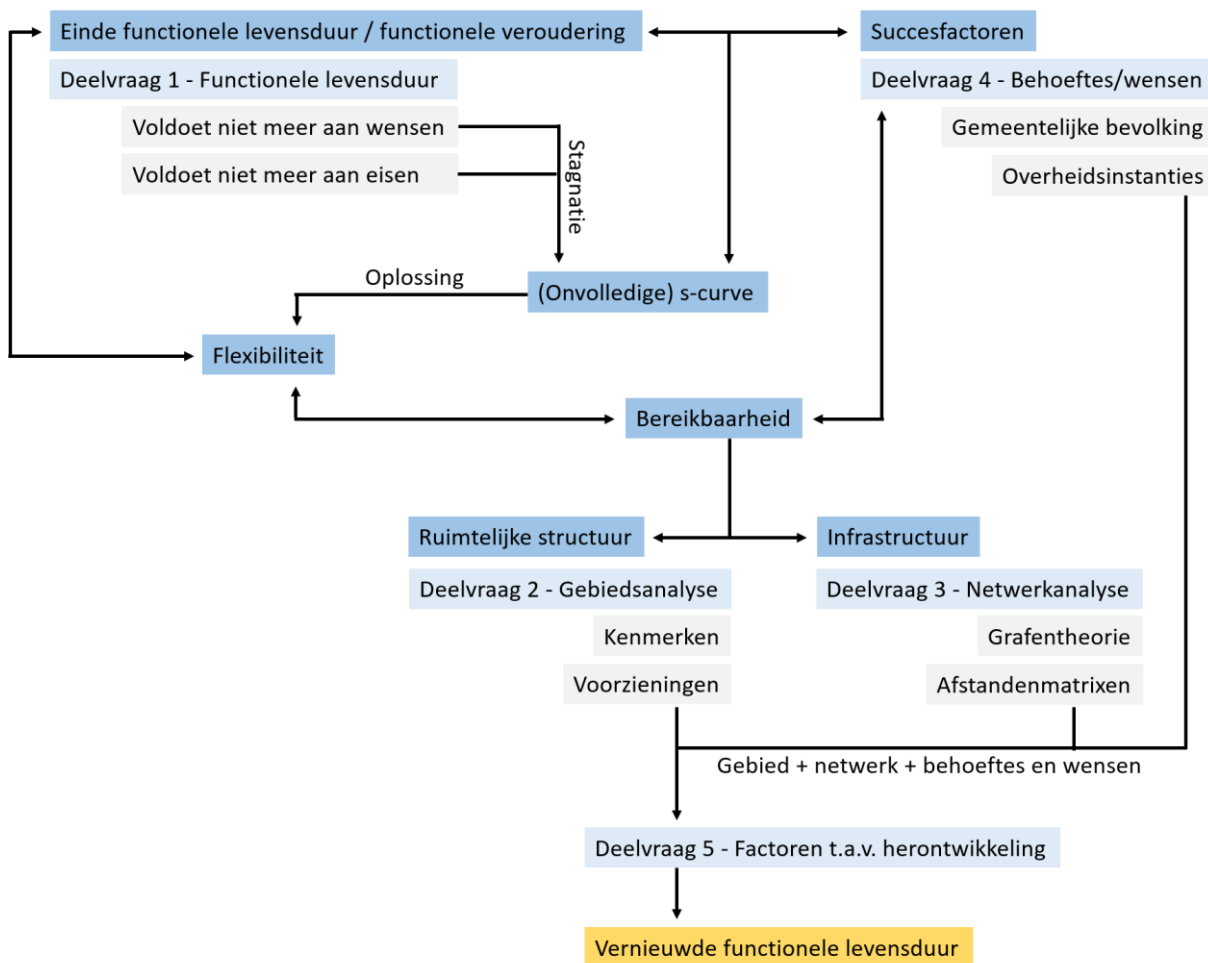 Einde functionele levensduur / functionele veroudering
Succesfactoren
Deelvraag 1 - Functionele levensduur
Deelvraag 4 - Behoeftes/wensen
Voldoet niet meer aan wensen
Gemeentelijke bevolking
Voldoet niet meer aan eisen
Overheidsinstanties
Stagnatie
Oplossing
(Onvolledige) s-curve
Flexibiliteit
Bereikbaarheid
Ruimtelijke structuur
Infrastructuur
Deelvraag 2 - Gebiedsanalyse
Deelvraag 3 - Netwerkanalyse
Kenmerken
Grafentheorie
Voorzieningen
Afstandenmatrixen
Gebied + netwerk + behoeftes en wensen
Deelvraag 5 - Factoren t.a.v. herontwikkeling
Vernieuwde functionele levensduur